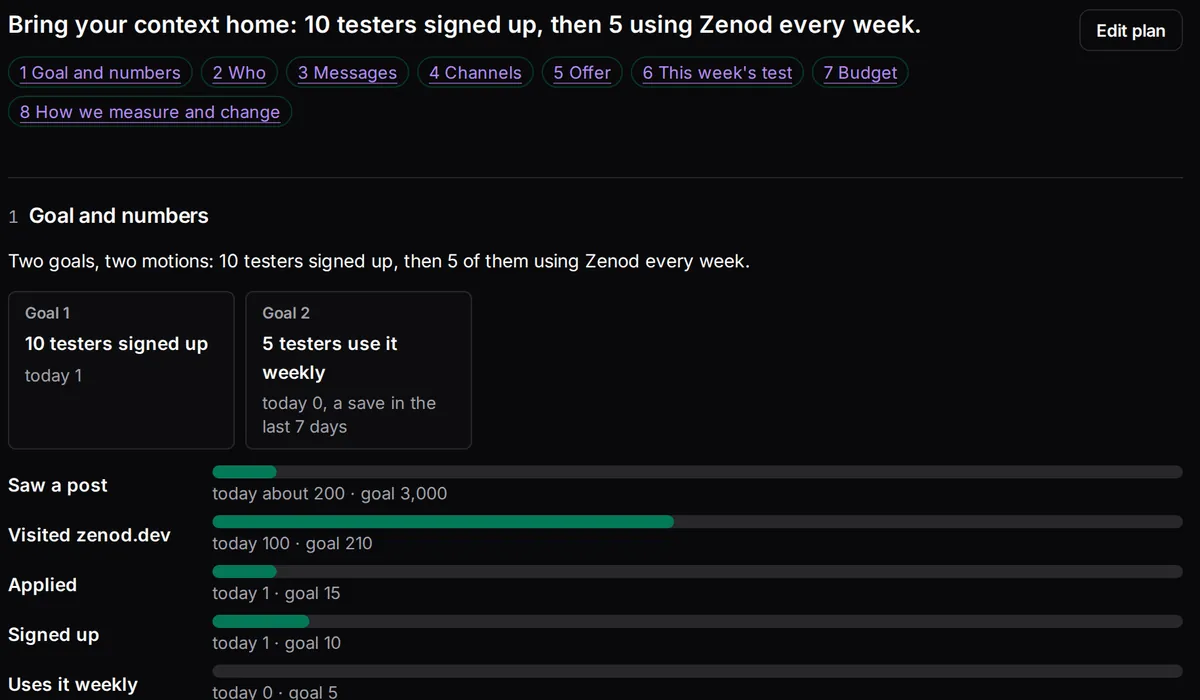 Bring your context home: 10 testers signed up, then 5 using Zenod every week.
Edit plan
1 Goal and numbers
2 Who
3 Messages
4 Channels
5 Offer
6 This week's test
7 Budget
8 How we measure and change
1 Goal and numbers
Two goals, two motions: 10 testers signed up, then 5 of them using Zenod every week.
Goal 1
10 testers signed up
today 1
Goal 2
5 testers use it
weekly
today 0, a save in the
last 7 days
Saw a post
today about 200 · goal 3,000
Visited zenod.dev
today 100 · goal 210
Applied
today 1 · goal 15
Signed up
today 1 · goal 10
Uses it weekly
today 0 · goal 5